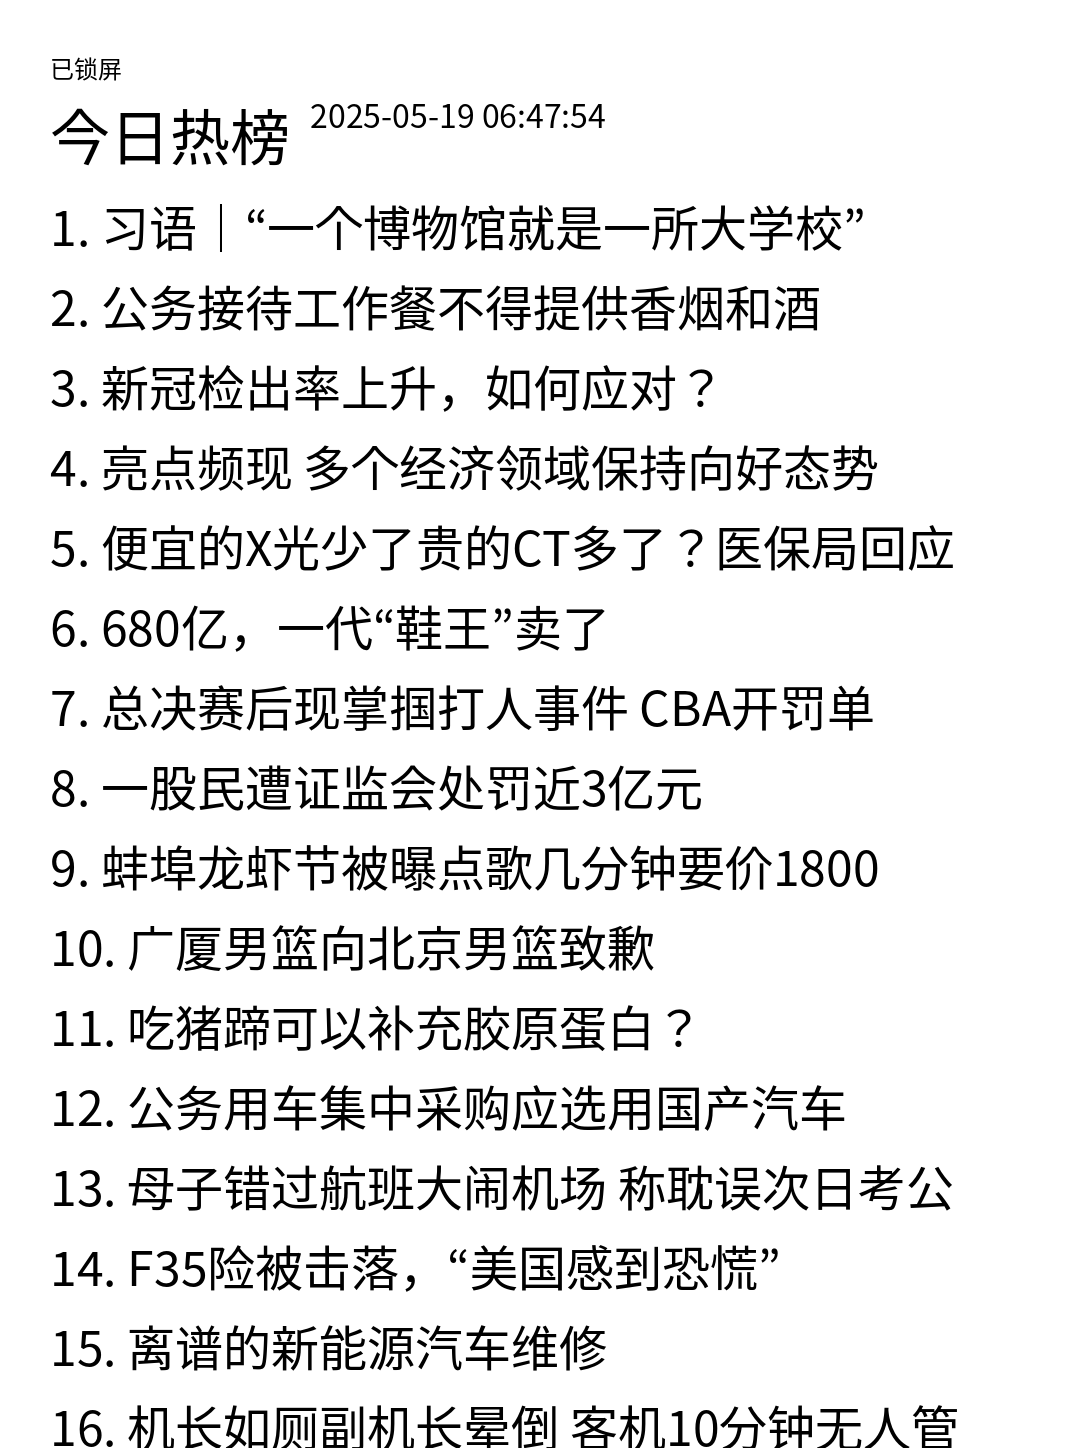 已锁屏
今日热榜 2025-05-19 06:47:54
1. 习语｜“一个博物馆就是一所大学校”
2. 公务接待工作餐不得提供香烟和酒
3. 新冠检出率上升，如何应对？
4. 亮点频现 多个经济领域保持向好态势
5. 便宜的X光少了贵的CT多了？医保局回应
6. 680亿，一代“鞋王”卖了
7. 总决赛后现掌掴打人事件 CBA开罚单
8. 一股民遭证监会处罚近3亿元
9. 蚌埠龙虾节被曝点歌几分钟要价1800
10. 广厦男篮向北京男篮致歉
11. 吃猪蹄可以补充胶原蛋白？
12. 公务用车集中采购应选用国产汽车
13. 母子错过航班大闹机场 称耽误次日考公
14. F35险被击落，“美国感到恐慌”
15. 离谱的新能源汽车维修
16. 机长如厕副机长晕倒 客机10分钟无人管